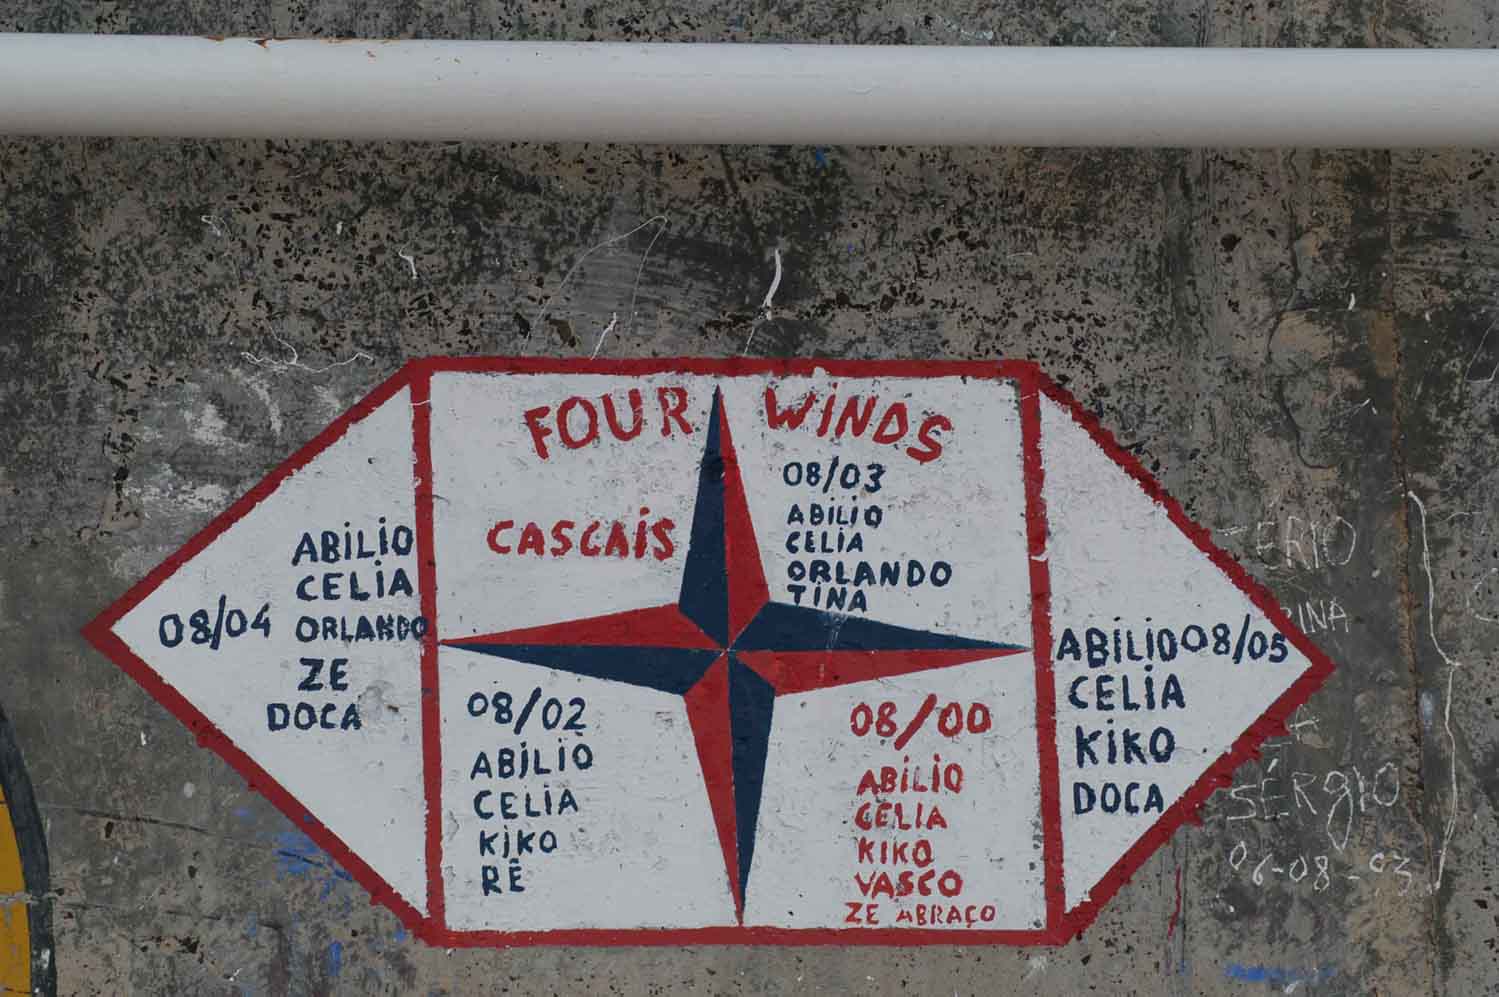 FOUR WINDS
CASCAIS
08/03
ABILIO
CELIA
ORLANDO
TINA
08/04
ABILIO
CELIA
ORLANDO
ZE
DOCA
08/02
ABILIO
CELIA
KIKO
RÊ
08/00
ABILIO
CELIA
KIKO
VASCO
ZE ABRAÇO
ABILIO 08/05
CELIA
KIKO
DOCA
SÉRGIO
06-08-03